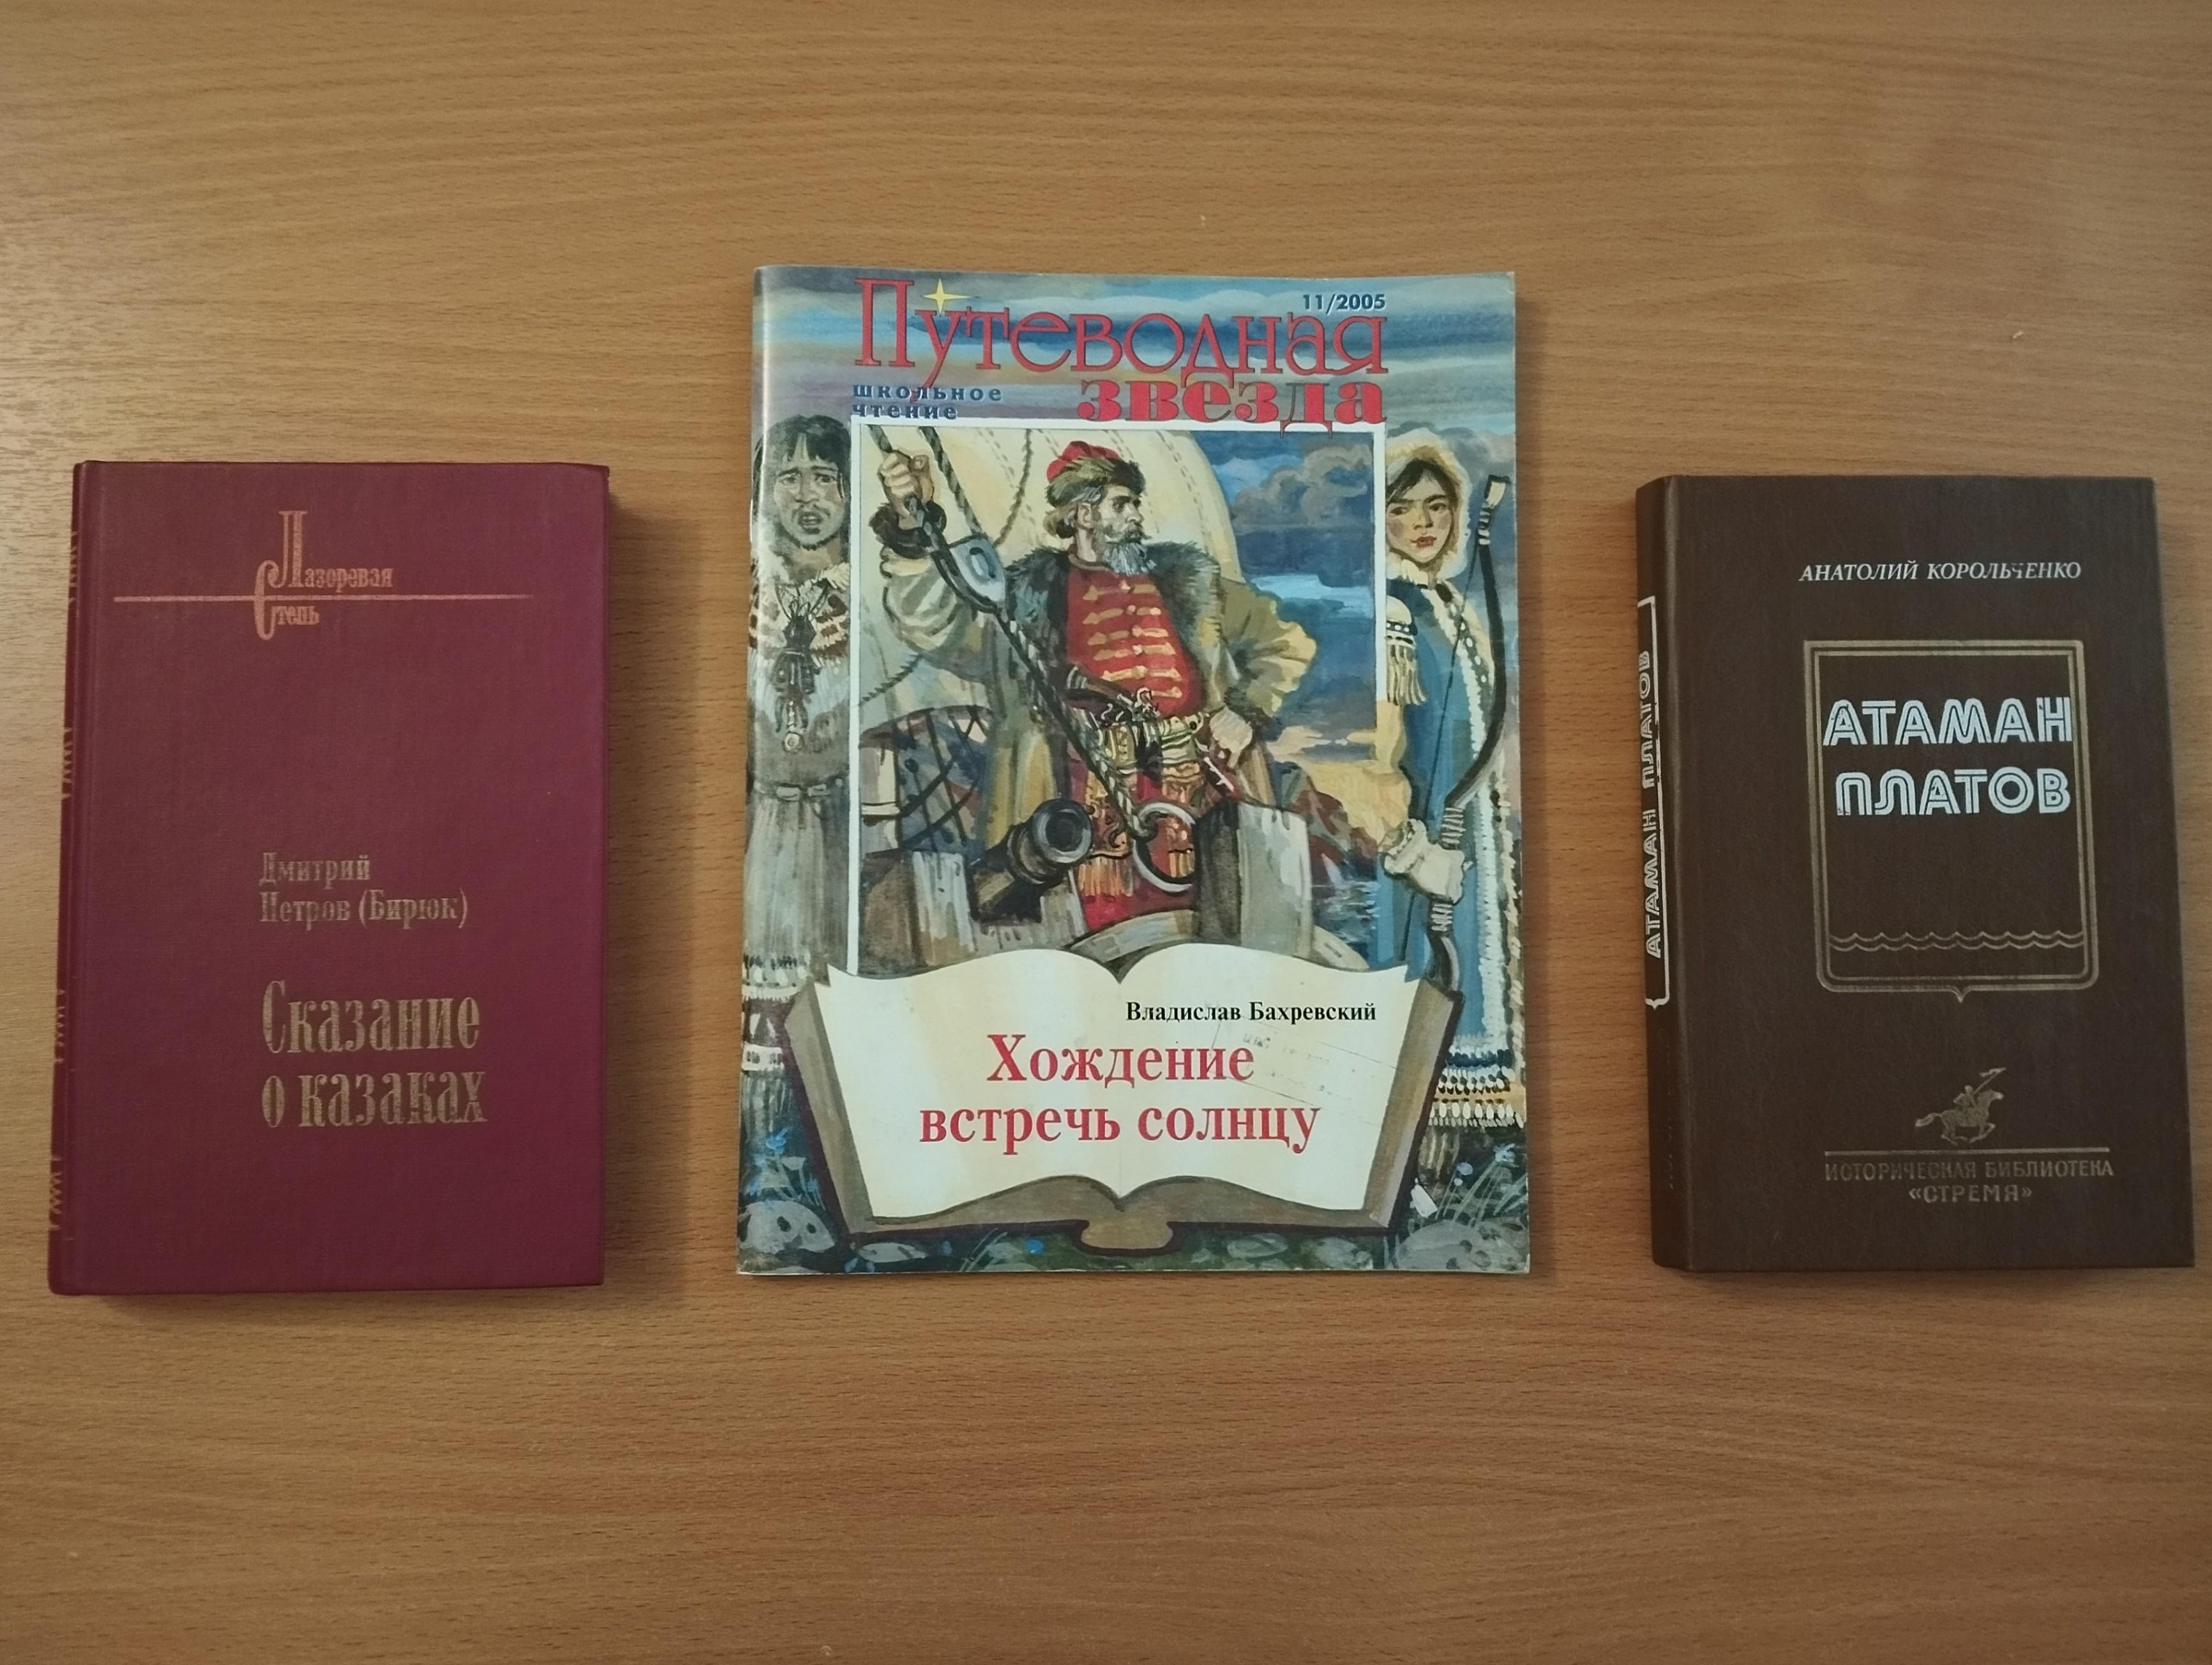 Лазоревая
Степь
Дмитрий
Петров (Бирюк)
Сказание
о казаках
11/2005
Путеводная
звезда
школьное
чтение
Владислав Бахревский
Хождение
встречь солнцу
АТАМАН ПЛАТОВ
АНАТОЛИЙ КОРОЛЬЧЕНКО
АТАМАН
ПЛАТОВ
ИСТОРИЧЕСКАЯ БИБЛИОТЕКА
«СТРЕМЯ»